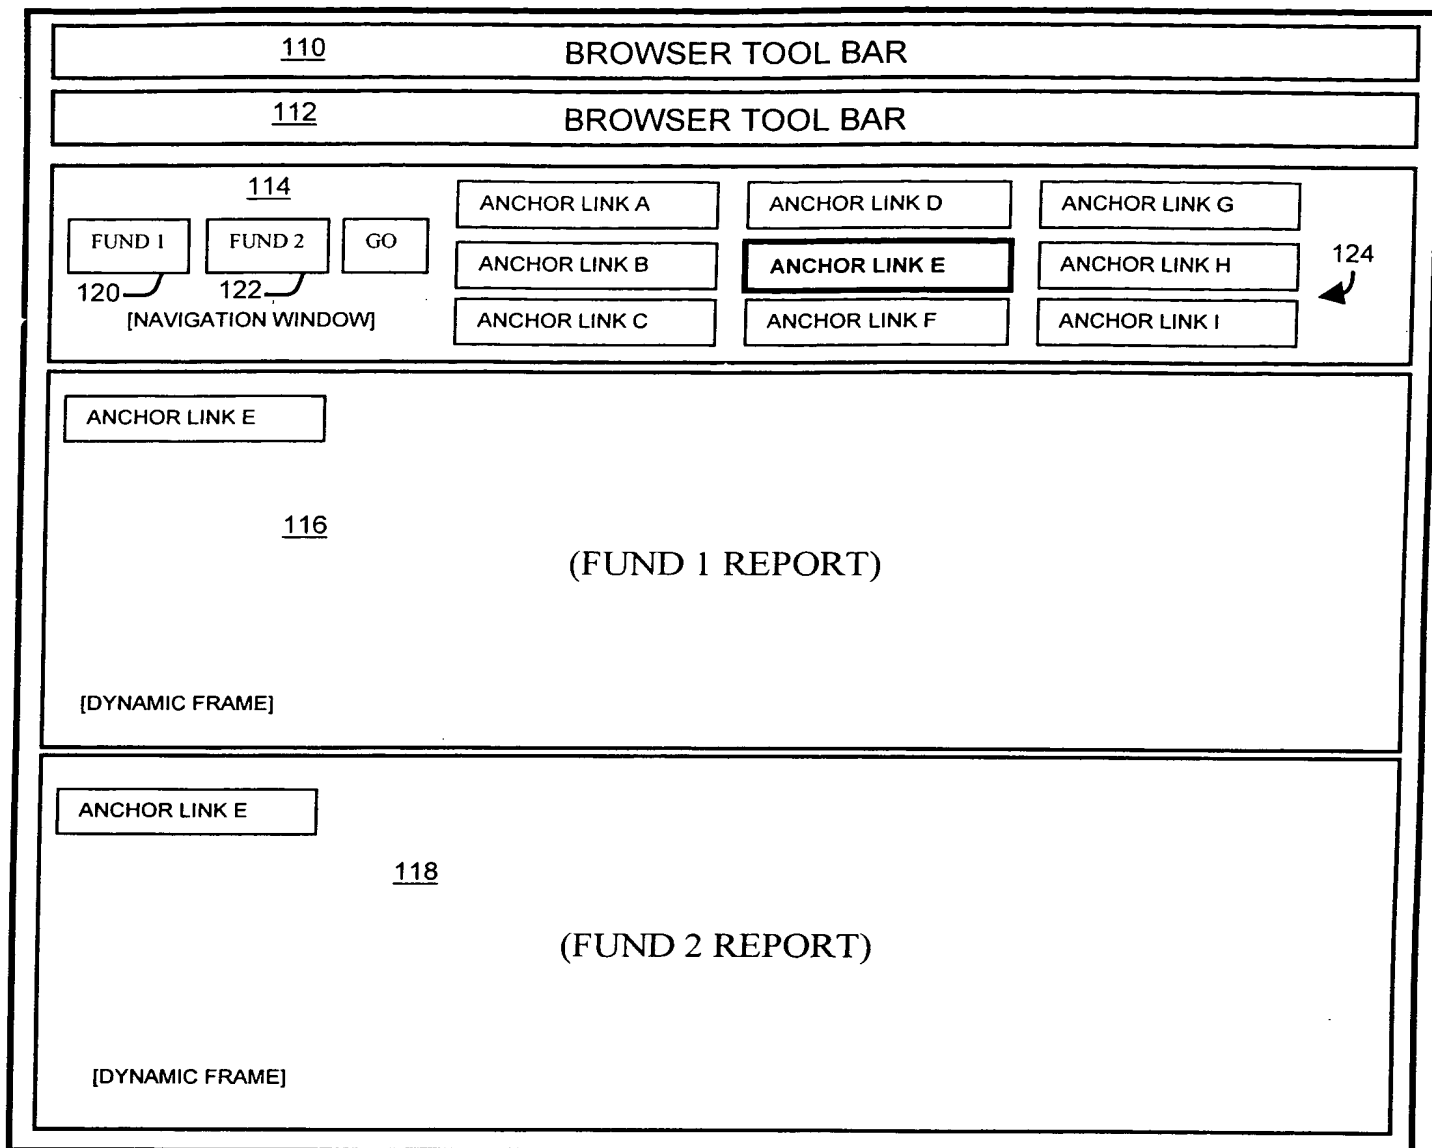 110 BROWSER TOOL BAR
112 BROWSER TOOL BAR
114
FUND 1 FUND 2 GO
120 122
[NAVIGATION WINDOW]
ANCHOR LINK A ANCHOR LINK D ANCHOR LINK G
ANCHOR LINK B ANCHOR LINK E ANCHOR LINK H
ANCHOR LINK C ANCHOR LINK F ANCHOR LINK I
124
ANCHOR LINK E
116
(FUND 1 REPORT)
[DYNAMIC FRAME]
ANCHOR LINK E
118
(FUND 2 REPORT)
[DYNAMIC FRAME]